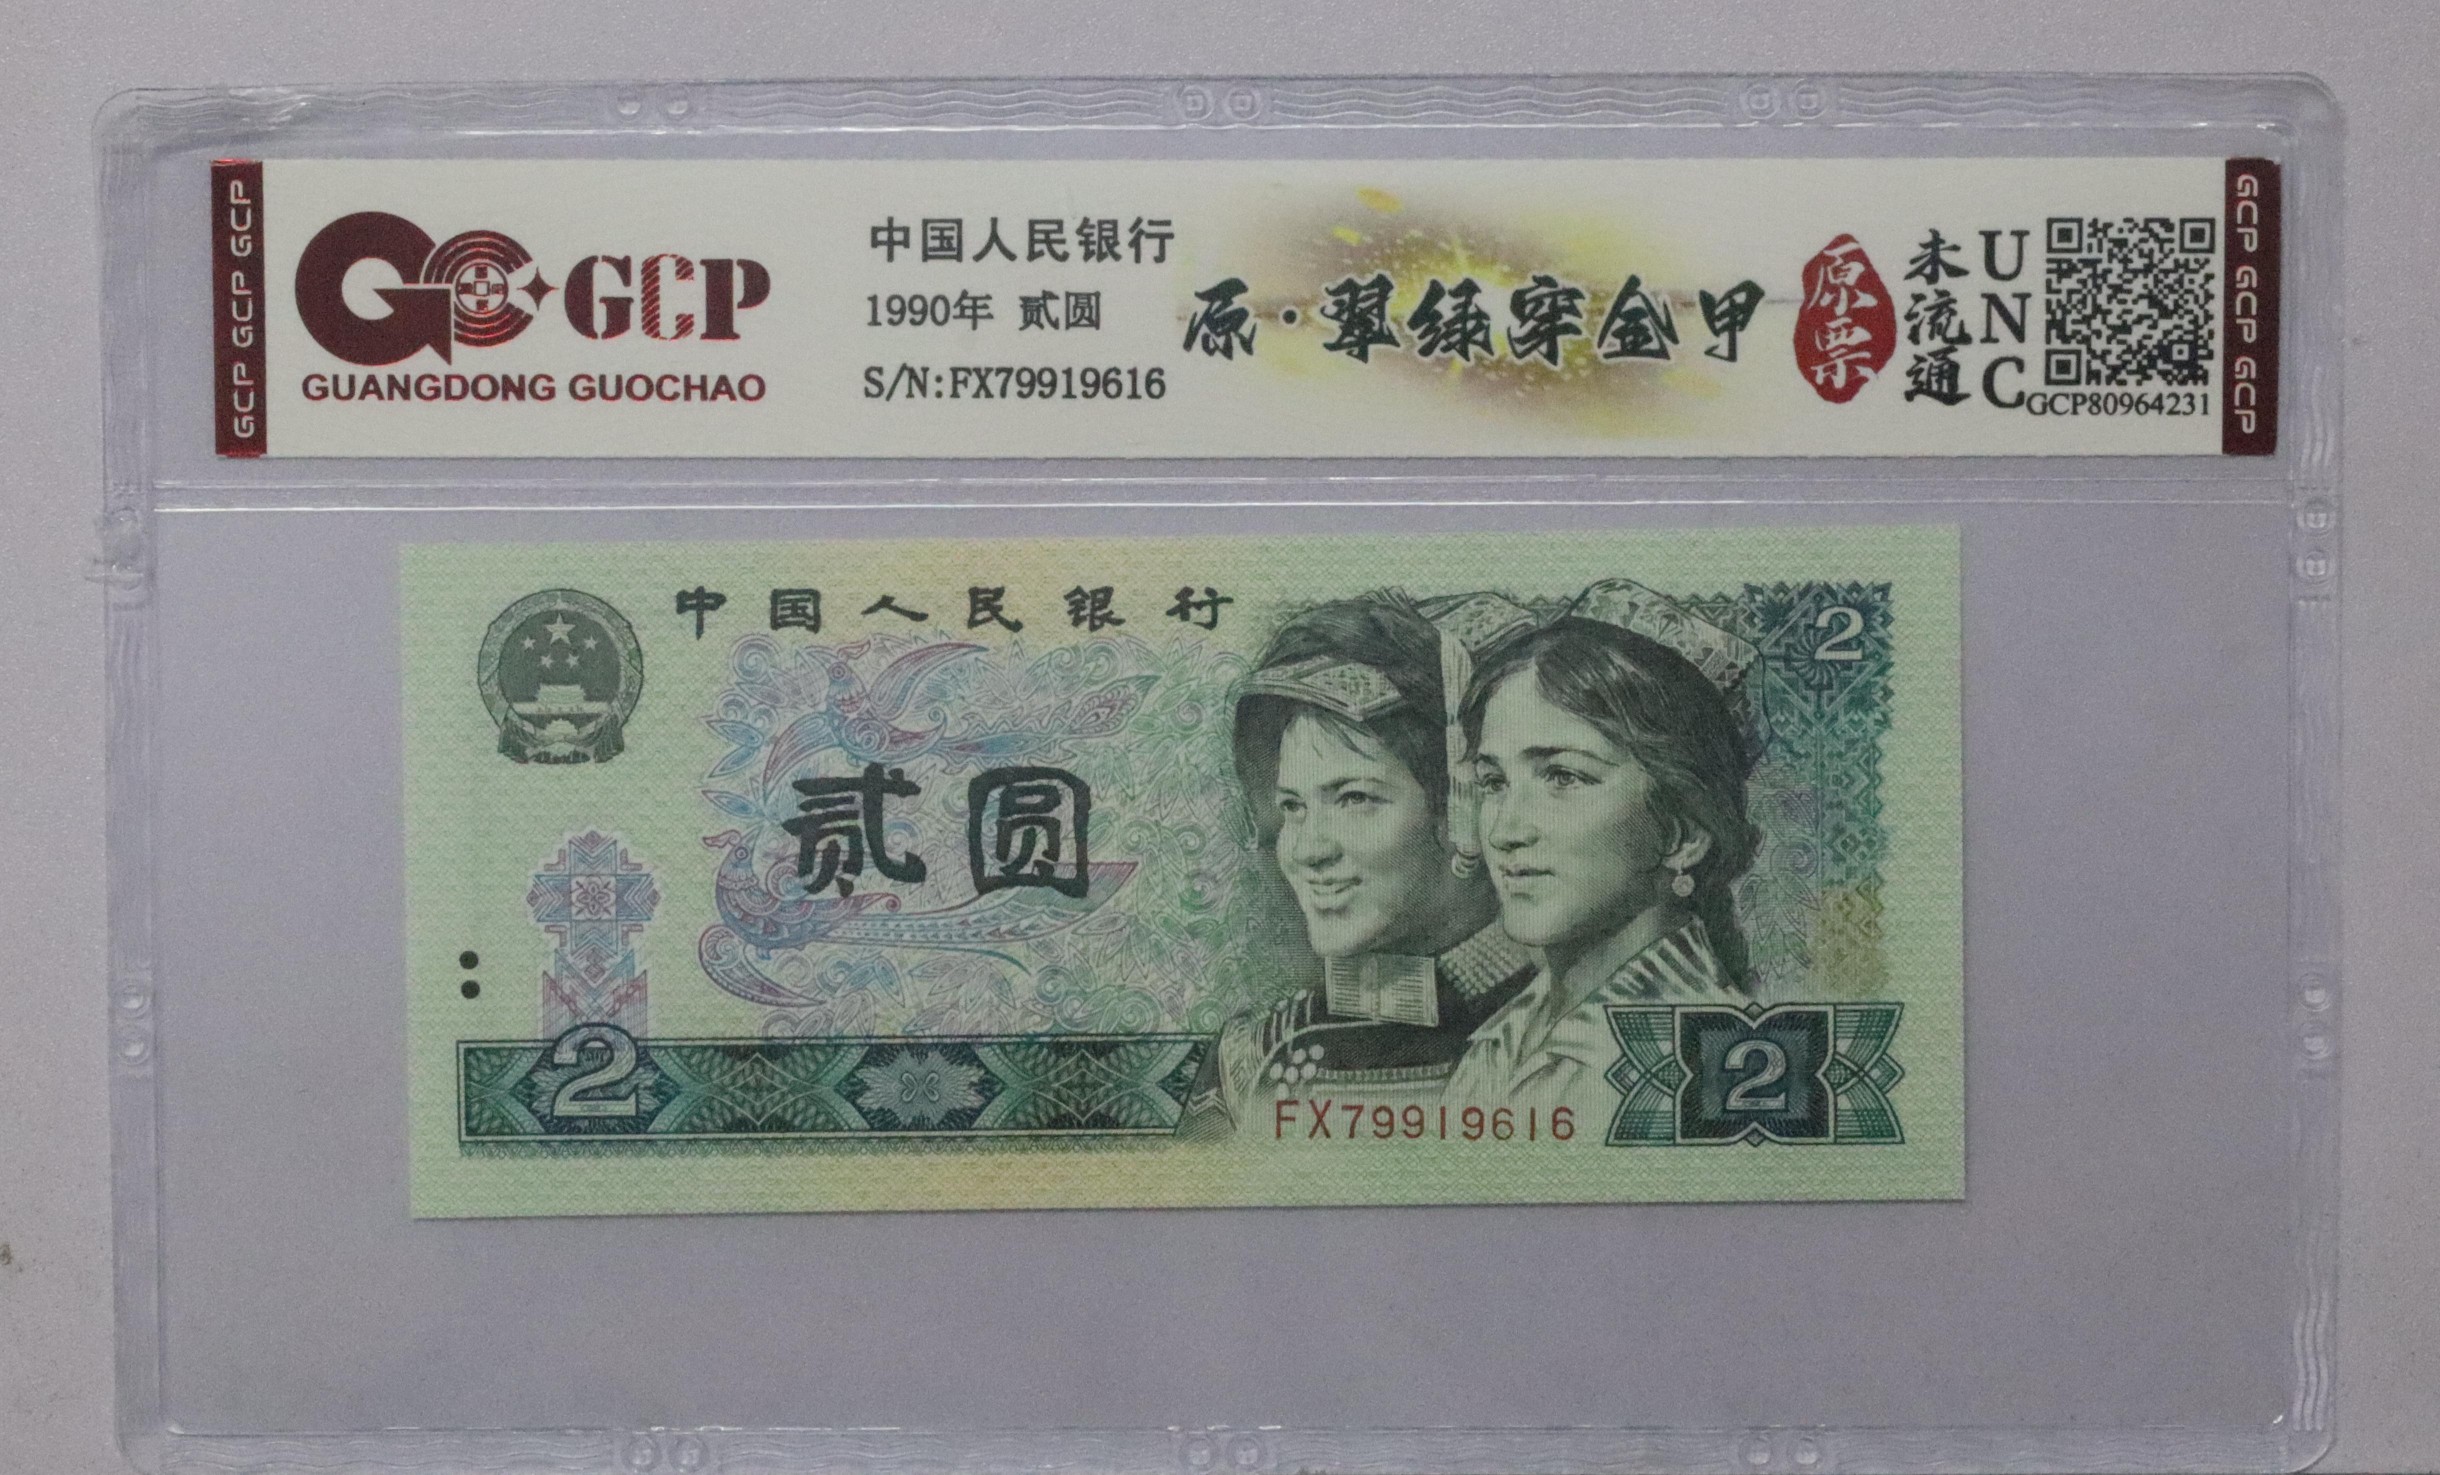 GCP GCP GCP
GCP
GUANGDONG GUOCHAO
中国人民银行
1990年 贰圆
S/N:FX79919616
原·翠绿穿金甲
原票
未流通
UNC
GCP80964231
GCP GCP GCP
中国人民银行
2
贰圆
2
FX79919616
2